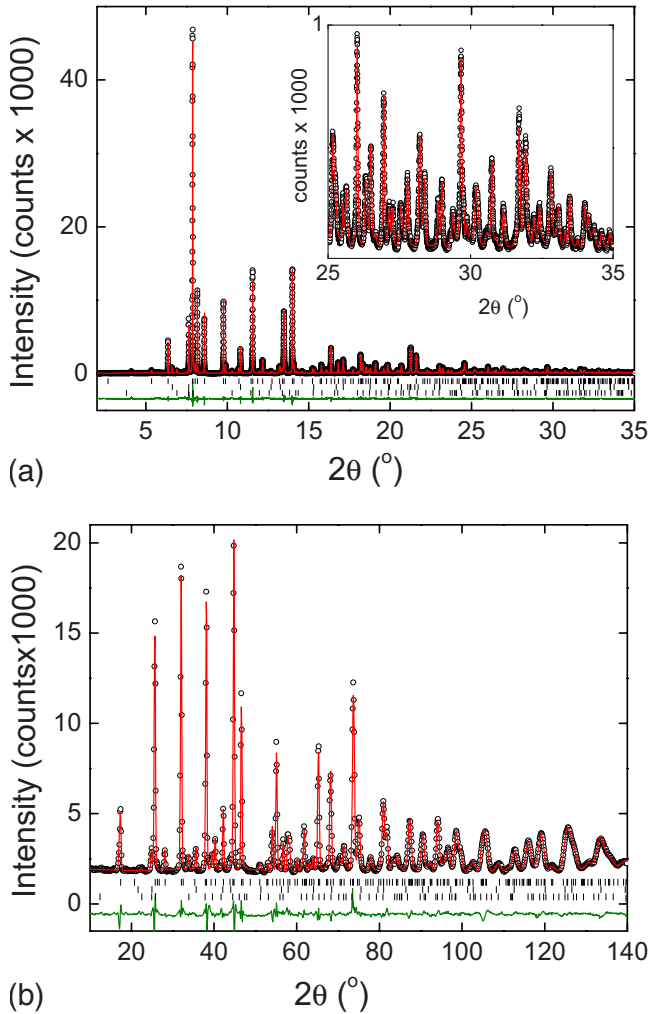 1
40
20
0
Intensity (counts x 1000)
counts x 1000
25 30 35
2θ (°)
5 10 15 20 25 30 35
(a) 2θ (°)
20
15
10
5
0
Intensity (countsx1000)
20 40 60 80 100 120 140
(b) 2θ (°)